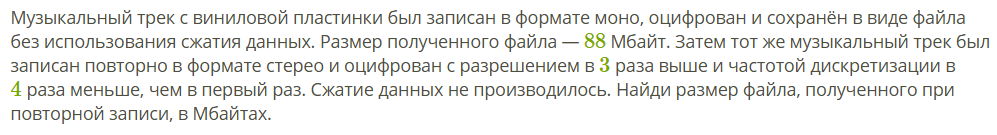 Музыкальный трек с виниловой пластинки был записан в формате моно, оцифрован и сохранён в виде файла
без использования сжатия данных. Размер полученного файла — 88 Мбайт. Затем тот же музыкальный трек был
записан повторно в формате стерео и оцифрован с разрешением в 3 раза выше и частотой дискретизации в
4 раза меньше, чем в первый раз. Сжатие данных не производилось. Найди размер файла, полученного при
повторной записи, в Мбайтах.